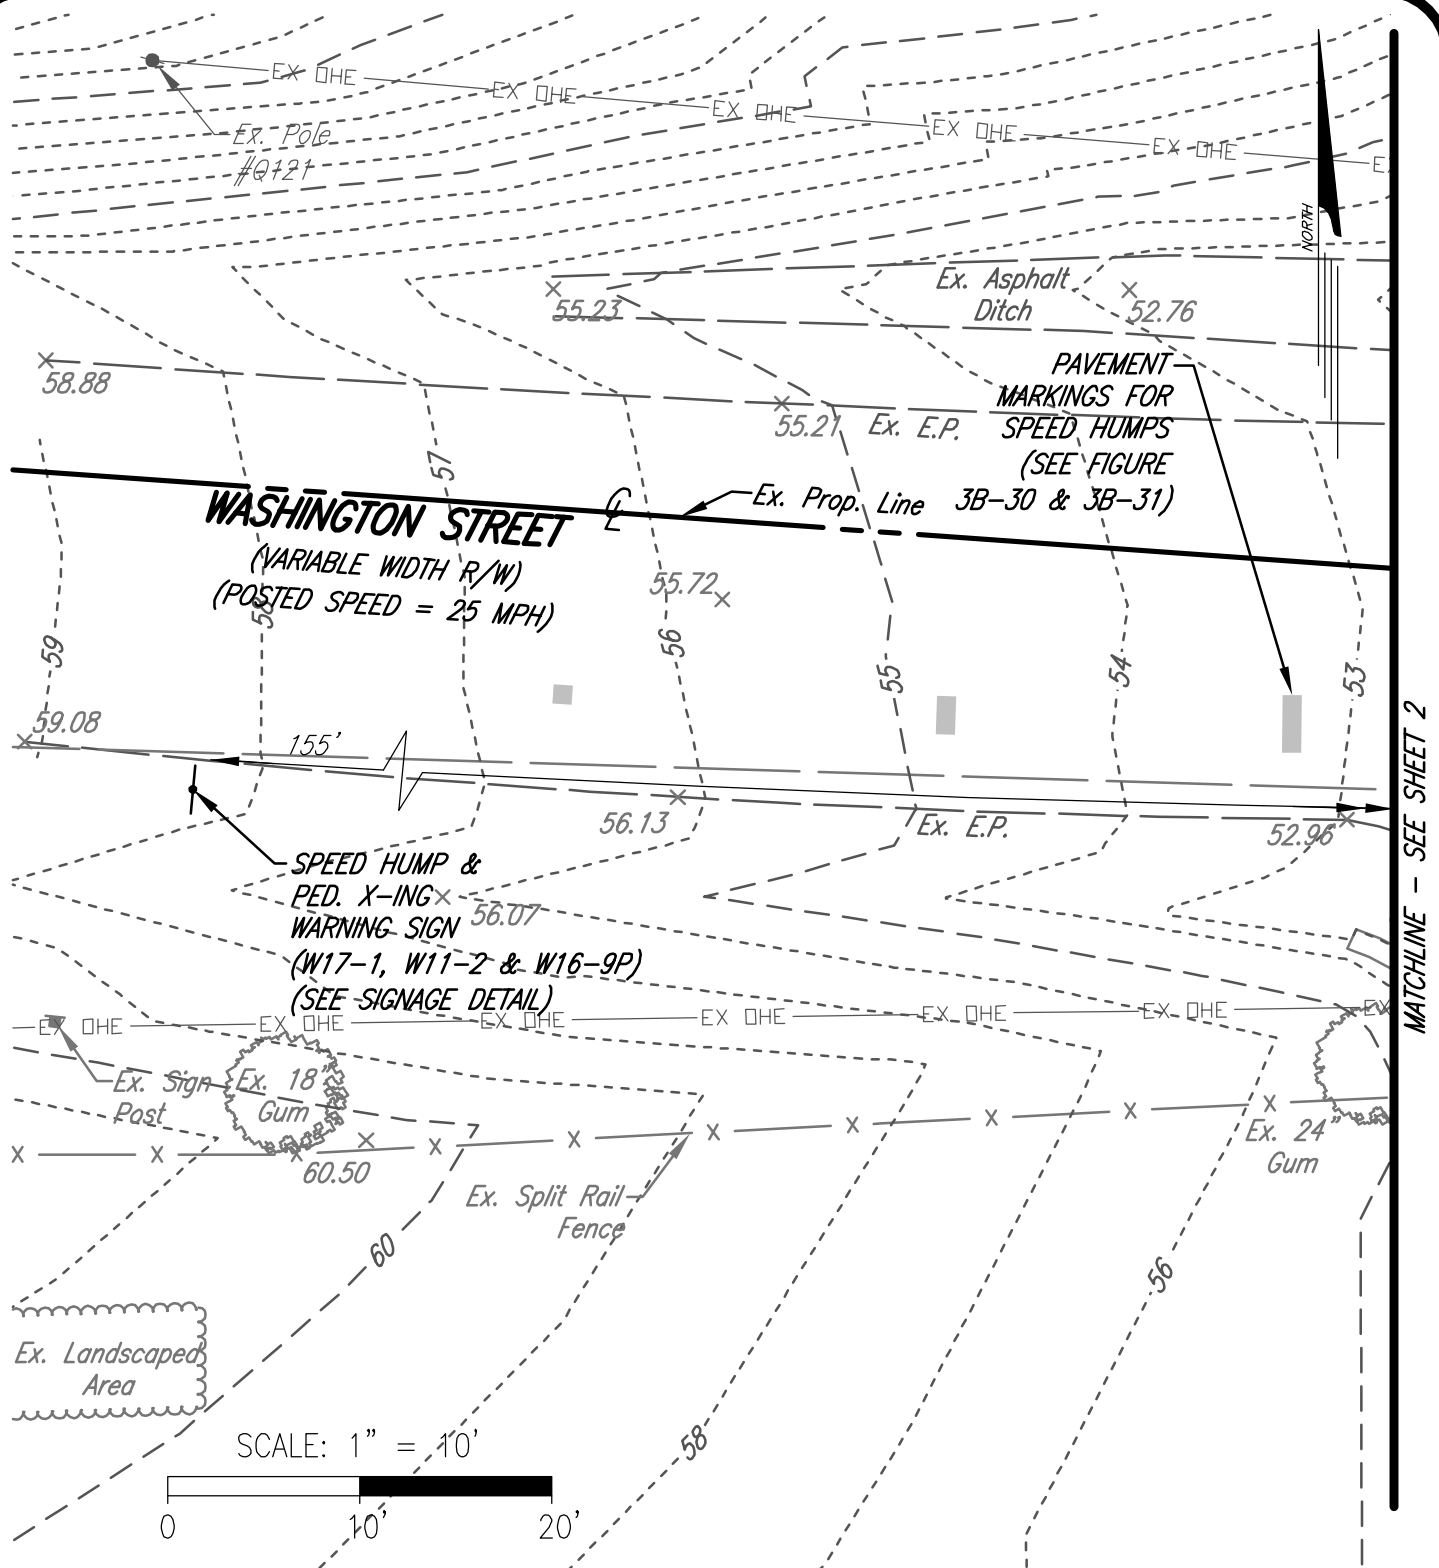 EX OHE
EX OHE
EX OHE
EX OHE
EX OHE
Ex. Pole
#Q121
NORTH
Ex. Asphalt
Ditch
55.23
52.76
58.88
PAVEMENT
MARKINGS FOR
SPEED HUMPS
(SEE FIGURE
3B-30 & 3B-31)
55.21
Ex. E.P.
57
Ex. Prop. Line
WASHINGTON STREET
(VARIABLE WIDTH R/W)
(POSTED SPEED = 25 MPH)
55.72
59
58
56
55
54
53
59.08
155'
56.13
Ex. E.P.
52.96
MATCHLINE - SEE SHEET 2
SPEED HUMP &
PED. X-ING
WARNING SIGN
(W17-1, W11-2 & W16-9P)
(SEE SIGNAGE DETAIL)
56.07
EX OHE
EX OHE
EX OHE
EX OHE
EX OHE
EX OHE
EX
Ex. Sign
Post
Ex. 18"
Gum
60.50
Ex. 24"
Gum
Ex. Split Rail
Fence
60
56
58
Ex. Landscaped
Area
SCALE: 1" = 10'
0 10' 20'